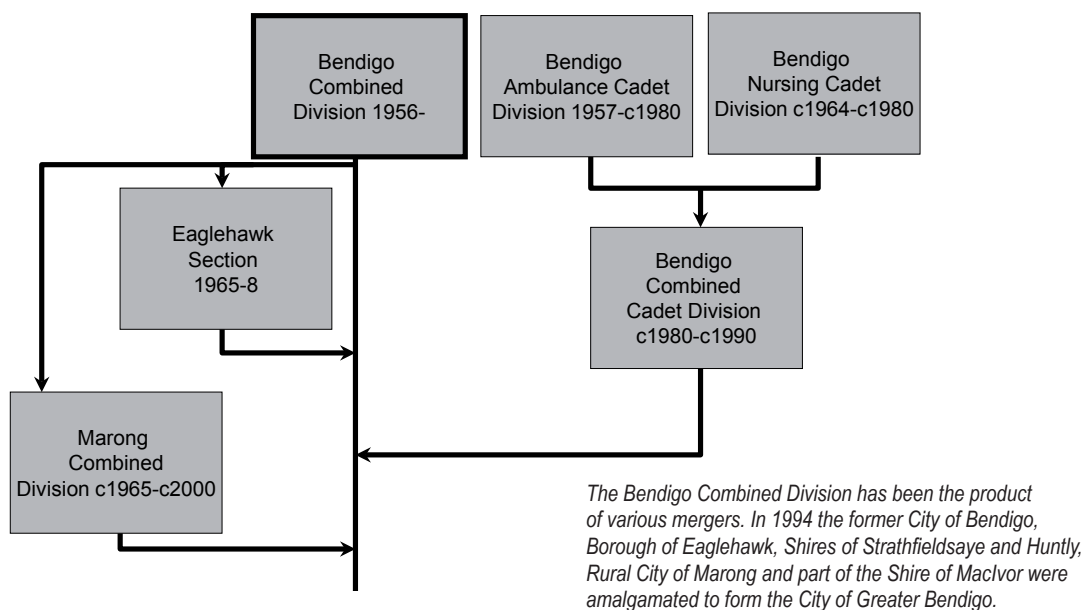 Bendigo
Combined
Division 1956-
Bendigo
Ambulance Cadet
Division 1957-c1980
Bendigo
Nursing Cadet
Division c1964-c1980
Eaglehawk
Section
1965-8
Bendigo
Combined
Cadet Division
c1980-c1990
Marong
Combined
Division c1965-c2000
The Bendigo Combined Division has been the product
of various mergers. In 1994 the former City of Bendigo,
Borough of Eaglehawk, Shires of Strathfieldsaye and Huntly,
Rural City of Marong and part of the Shire of MacIvor were
amalgamated to form the City of Greater Bendigo.